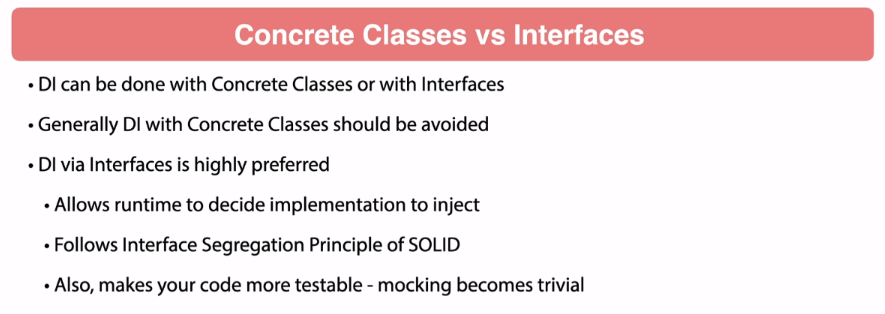 Concrete Classes vs Interfaces
• DI can be done with Concrete Classes or with Interfaces
• Generally DI with Concrete Classes should be avoided
• DI via Interfaces is highly preferred
• Allows runtime to decide implementation to inject
• Follows Interface Segregation Principle of SOLID
• Also, makes your code more testable - mocking becomes trivial